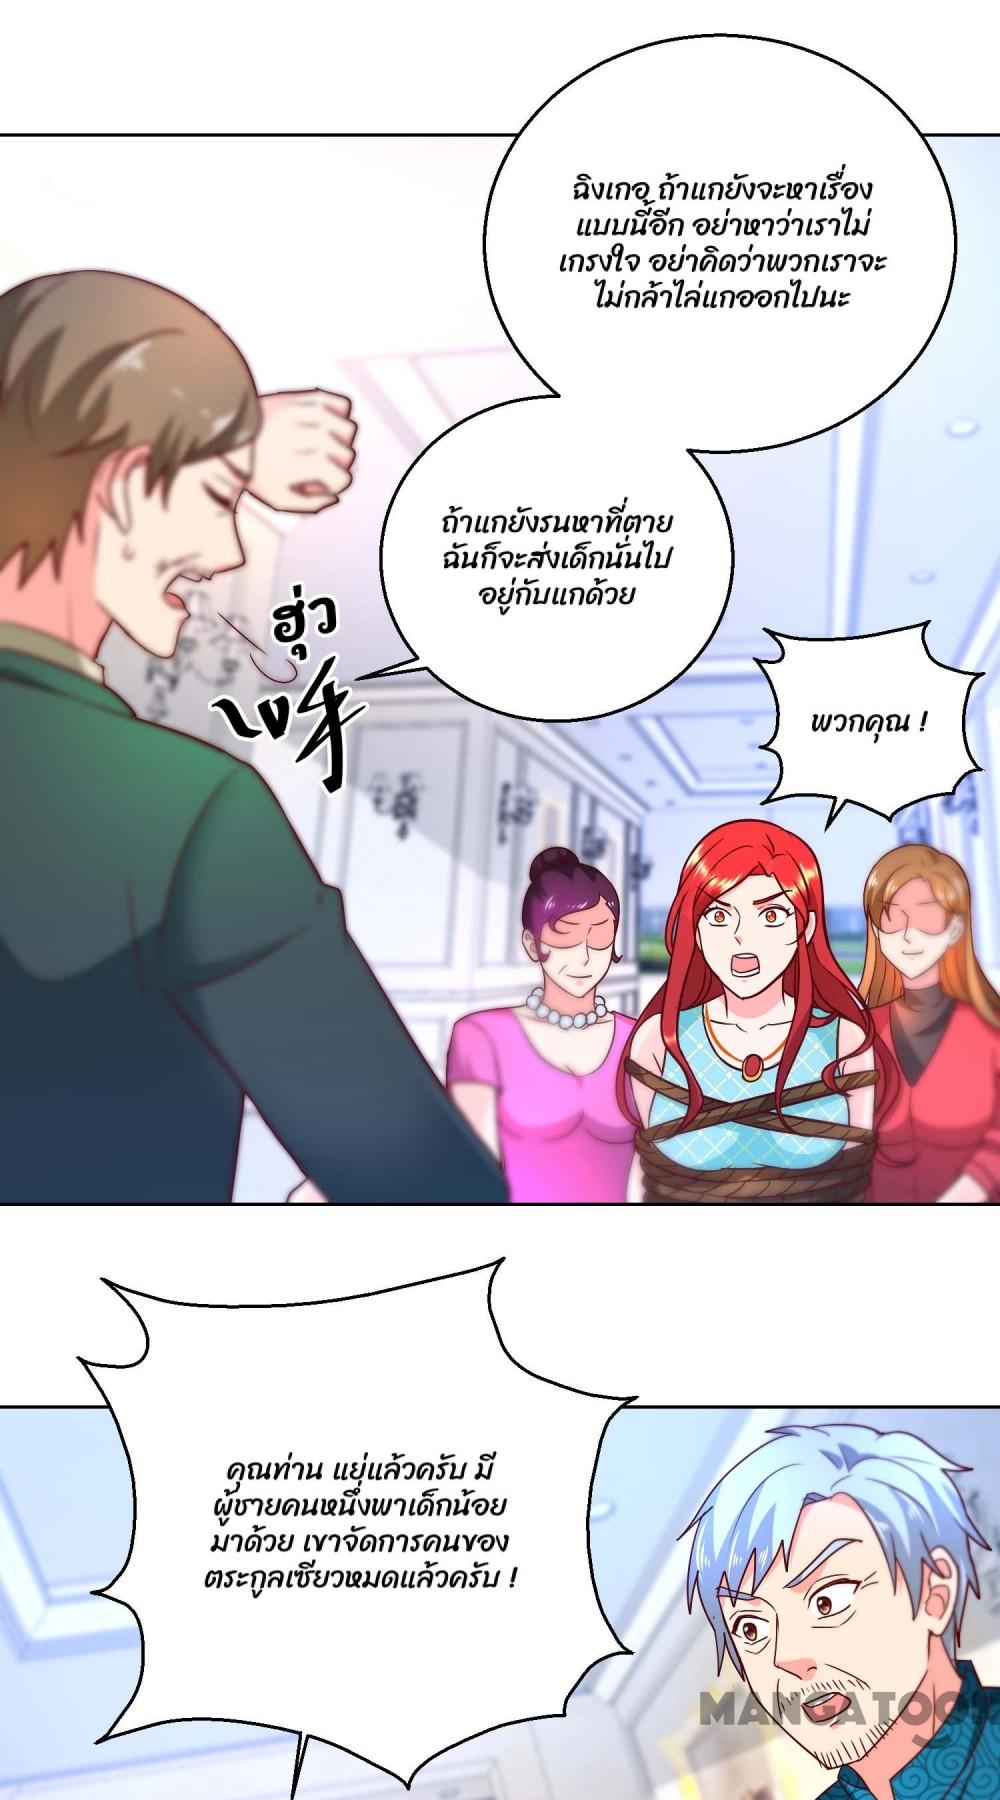 ฉิงเกอ ถ้าแกยังจะหาเรื่อง
แบบนี้อีก อย่าหาว่าเราไม่
เกรงใจ อย่าคิดว่าพวกเราจะ
ไม่กล้าไล่แกออกไปนะ
ถ้าแกยังรนหาที่ตาย
ฉันก็จะส่งเด็กนั่นไป
อยู่กับแกด้วย
ฮุ่ว
พวกคุณ !
คุณท่าน แย่แล้วครับ มี
ผู้ชายคนหนึ่งพาเด็กน้อย
มาด้วย เขาจัดการคนของ
ตระกูลเซียวหมดแล้วครับ !
MANGATOON